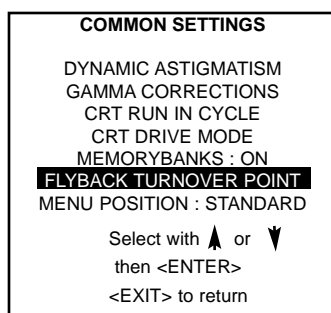 COMMON SETTINGS
DYNAMIC ASTIGMATISM
GAMMA CORRECTIONS
CRT RUN IN CYCLE
CRT DRIVE MODE
MEMORYBANKS : ON
FLYBACK TURNOVER POINT
MENU POSITION : STANDARD
Select with or
then <ENTER>
<EXIT> to return